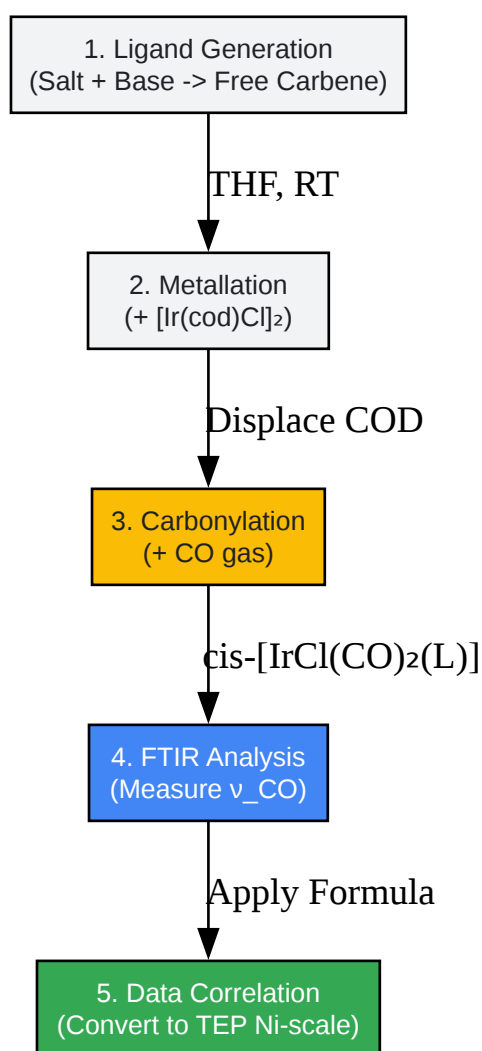 1. Ligand Generation
(Salt + Base -> Free Carbene)
THF, RT
2. Metallation
(+ [Ir(cod)Cl]₂)
Displace COD
3. Carbonylation
(+ CO gas)
cis-[IrCl(CO)₂(L)]
4. FTIR Analysis
(Measure ν_CO)
Apply Formula
5. Data Correlation
(Convert to TEP Ni-scale)